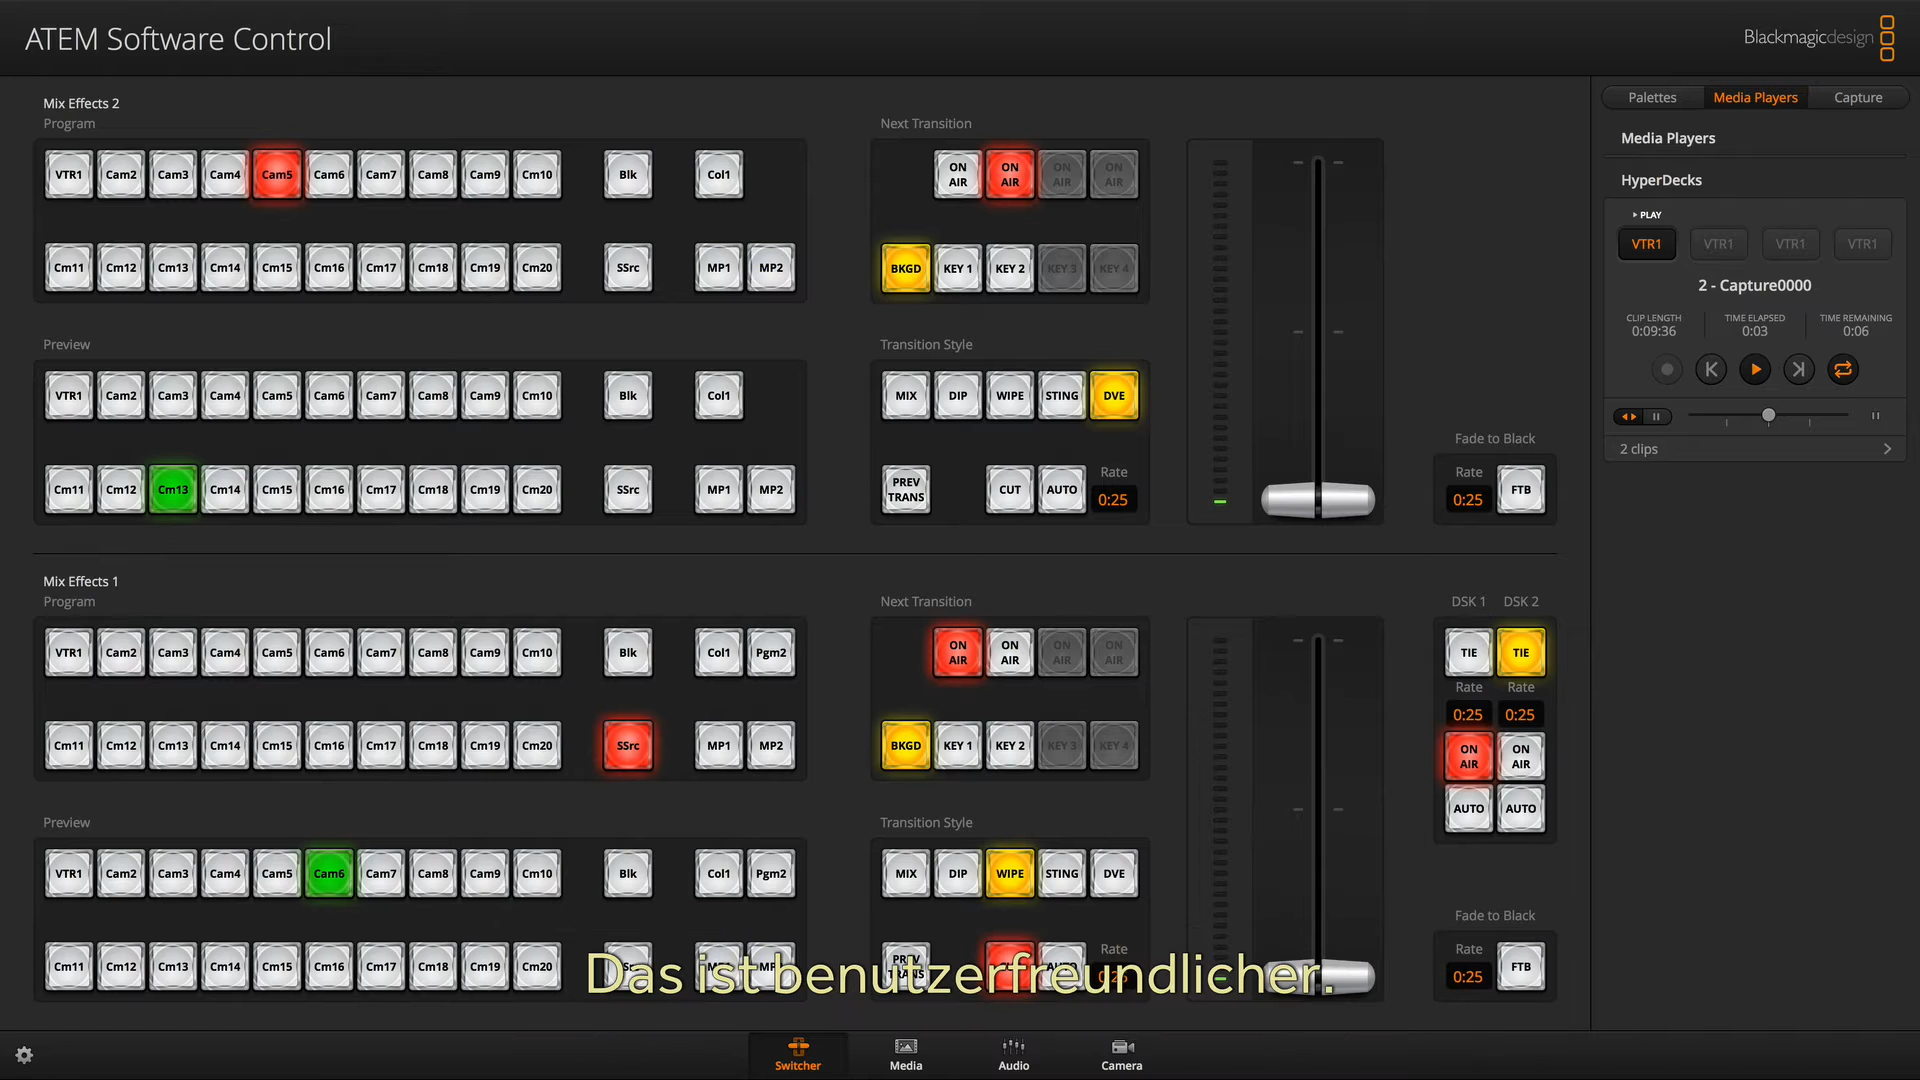 ATEM Software Control
Blackmagicdesign
Mix Effects 2
Program
VTR1 Cam2 Cam3 Cam4 Cam5 Cam6 Cam7 Cam8 Cam9 Cm10 Blk Col1
Cm11 Cm12 Cm13 Cm14 Cm15 Cm16 Cm17 Cm18 Cm19 Cm20 SSrc MP1 MP2
Preview
VTR1 Cam2 Cam3 Cam4 Cam5 Cam6 Cam7 Cam8 Cam9 Cm10 Blk Col1
Cm11 Cm12 Cm13 Cm14 Cm15 Cm16 Cm17 Cm18 Cm19 Cm20 SSrc MP1 MP2
Next Transition
ON AIR ON AIR ON AIR ON AIR
BKGD KEY 1 KEY 2 KEY 3 KEY 4
Transition Style
MIX DIP WIPE STING DVE
Rate
PREV TRANS CUT AUTO 0:25
Fade to Black
Rate
0:25 FTB
Mix Effects 1
Program
VTR1 Cam2 Cam3 Cam4 Cam5 Cam6 Cam7 Cam8 Cam9 Cm10 Blk Col1 Pgm2
Cm11 Cm12 Cm13 Cm14 Cm15 Cm16 Cm17 Cm18 Cm19 Cm20 SSrc MP1 MP2
Preview
VTR1 Cam2 Cam3 Cam4 Cam5 Cam6 Cam7 Cam8 Cam9 Cm10 Blk Col1 Pgm2
Cm11 Cm12 Cm13 Cm14 Cm15 Cm16 Cm17 Cm18 Cm19 Cm20
Next Transition
ON AIR ON AIR ON AIR ON AIR
BKGD KEY 1 KEY 2 KEY 3 KEY 4
Transition Style
MIX DIP WIPE STING DVE
Rate
PREV TRANS
DSK 1 DSK 2
TIE TIE
Rate Rate
0:25 0:25
ON AIR ON AIR
AUTO AUTO
Fade to Black
Rate
0:25 FTB
Das ist benutzerfreundlicher.
Palettes Media Players Capture
Media Players
HyperDecks
PLAY
VTR1 VTR1 VTR1 VTR1
2 - Capture0000
CLIP LENGTH TIME ELAPSED TIME REMAINING
0:09:36 0:03 0:06
2 clips
Switcher Media Audio Camera